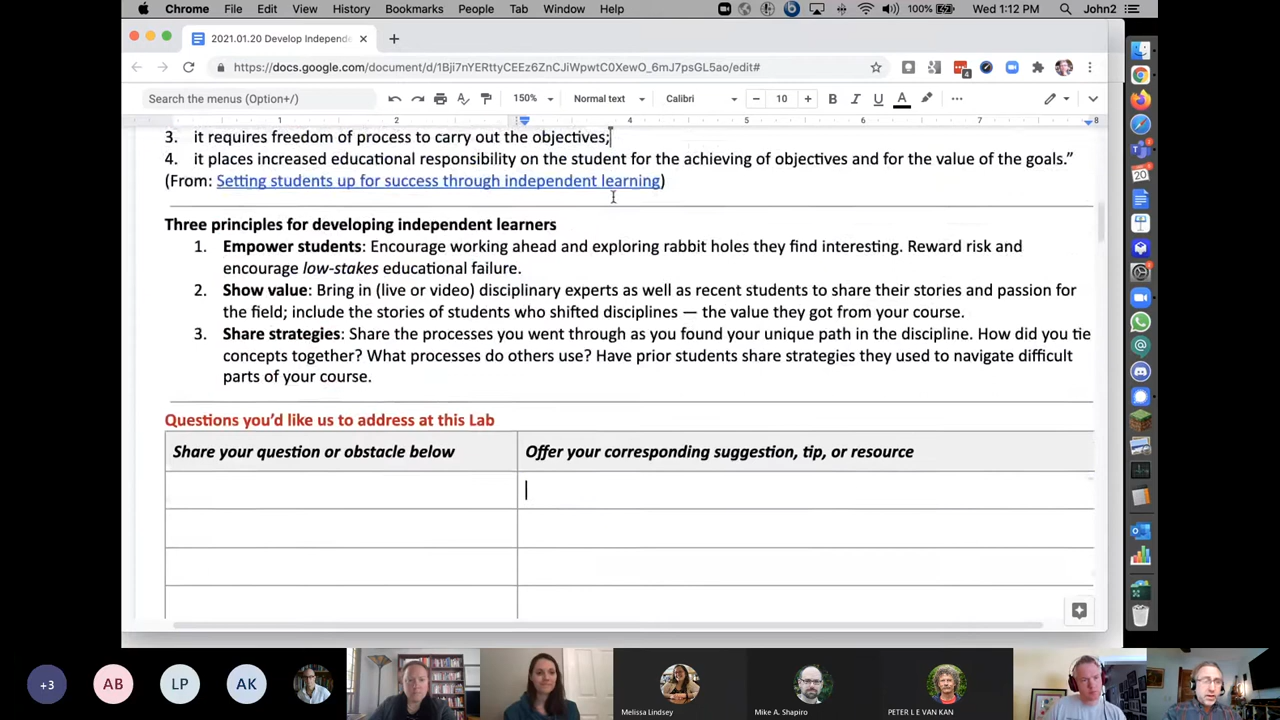 Chrome File Edit View History Bookmarks People Tab Window Help 100% Wed 1:12 PM John2
2021.01.20 Develop Independe
Search the menus (Option+/) 150% Normal text Calibri 10 B I U A
2 4 5 6 7 8
3. it requires freedom of process to carry out the objectives;
4. it places increased educational responsibility on the student for the achieving of objectives and for the value of the goals.”
(From: Setting students up for success through independent learning)
Three principles for developing independent learners
1. Empower students: Encourage working ahead and exploring rabbit holes they find interesting. Reward risk and
encourage low-stakes educational failure.
2. Show value: Bring in (live or video) disciplinary experts as well as recent students to share their stories and passion for
the field; include the stories of students who shifted disciplines — the value they got from your course.
3. Share strategies: Share the processes you went through as you found your unique path in the discipline. How did you tie
concepts together? What processes do others use? Have prior students share strategies they used to navigate difficult
parts of your course.
Questions you’d like us to address at this Lab
Share your question or obstacle below Offer your corresponding suggestion, tip, or resource
+3 AB LP AK
Melissa Lindsey Mike A. Shapiro PETER L E VAN KAN